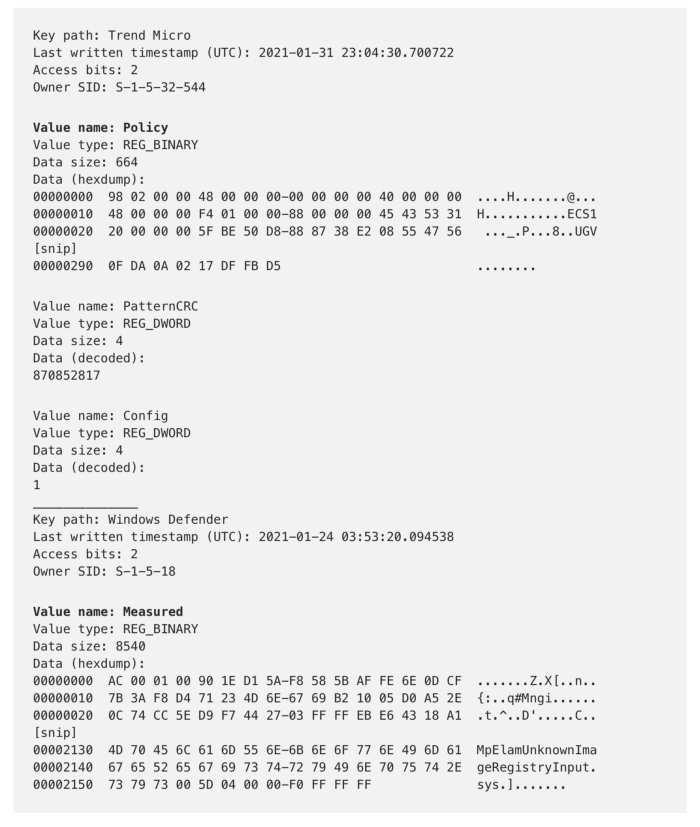 Key path: Trend Micro
Last written timestamp (UTC): 2021-01-31 23:04:30.700722
Access bits: 2
Owner SID: S-1-5-32-544
Value name: Policy
Value type: REG_BINARY
Data size: 664
Data (hexdump):
00000000  98 02 00 00 48 00 00 00-00 00 00 00 40 00 00 00  ....H.......@...
00000010  48 00 00 00 F4 01 00 00-88 00 00 00 45 43 53 31  H...........ECS1
00000020  20 00 00 00 5F BE 50 D8-88 87 38 E2 08 55 47 56   ..._.P...8..UGV
[snip]
00000290  0F DA 0A 02 17 DF FB D5                          ........
Value name: PatternCRC
Value type: REG_DWORD
Data size: 4
Data (decoded):
870852817
Value name: Config
Value type: REG_DWORD
Data size: 4
Data (decoded):
1
______________
Key path: Windows Defender
Last written timestamp (UTC): 2021-01-24 03:53:20.094538
Access bits: 2
Owner SID: S-1-5-18
Value name: Measured
Value type: REG_BINARY
Data size: 8540
Data (hexdump):
00000000  AC 00 01 00 90 1E D1 5A-F8 58 5B AF FE 6E 0D CF  .......Z.X[..n..
00000010  7B 3A F8 D4 71 23 4D 6E-67 69 B2 10 05 D0 A5 2E  {:..q#Mngi......
00000020  0C 74 CC 5E D9 F7 44 27-03 FF FF EB E6 43 18 A1  .t.^..D'.....C..
[snip]
00002130  4D 70 45 6C 61 6D 55 6E-6B 6E 6F 77 6E 49 6D 61  MpElamUnknownIma
00002140  67 65 52 65 67 69 73 74-72 79 49 6E 70 75 74 2E  geRegistryInput.
00002150  73 79 73 00 5D 04 00 00-F0 FF FF FF              sys.].......